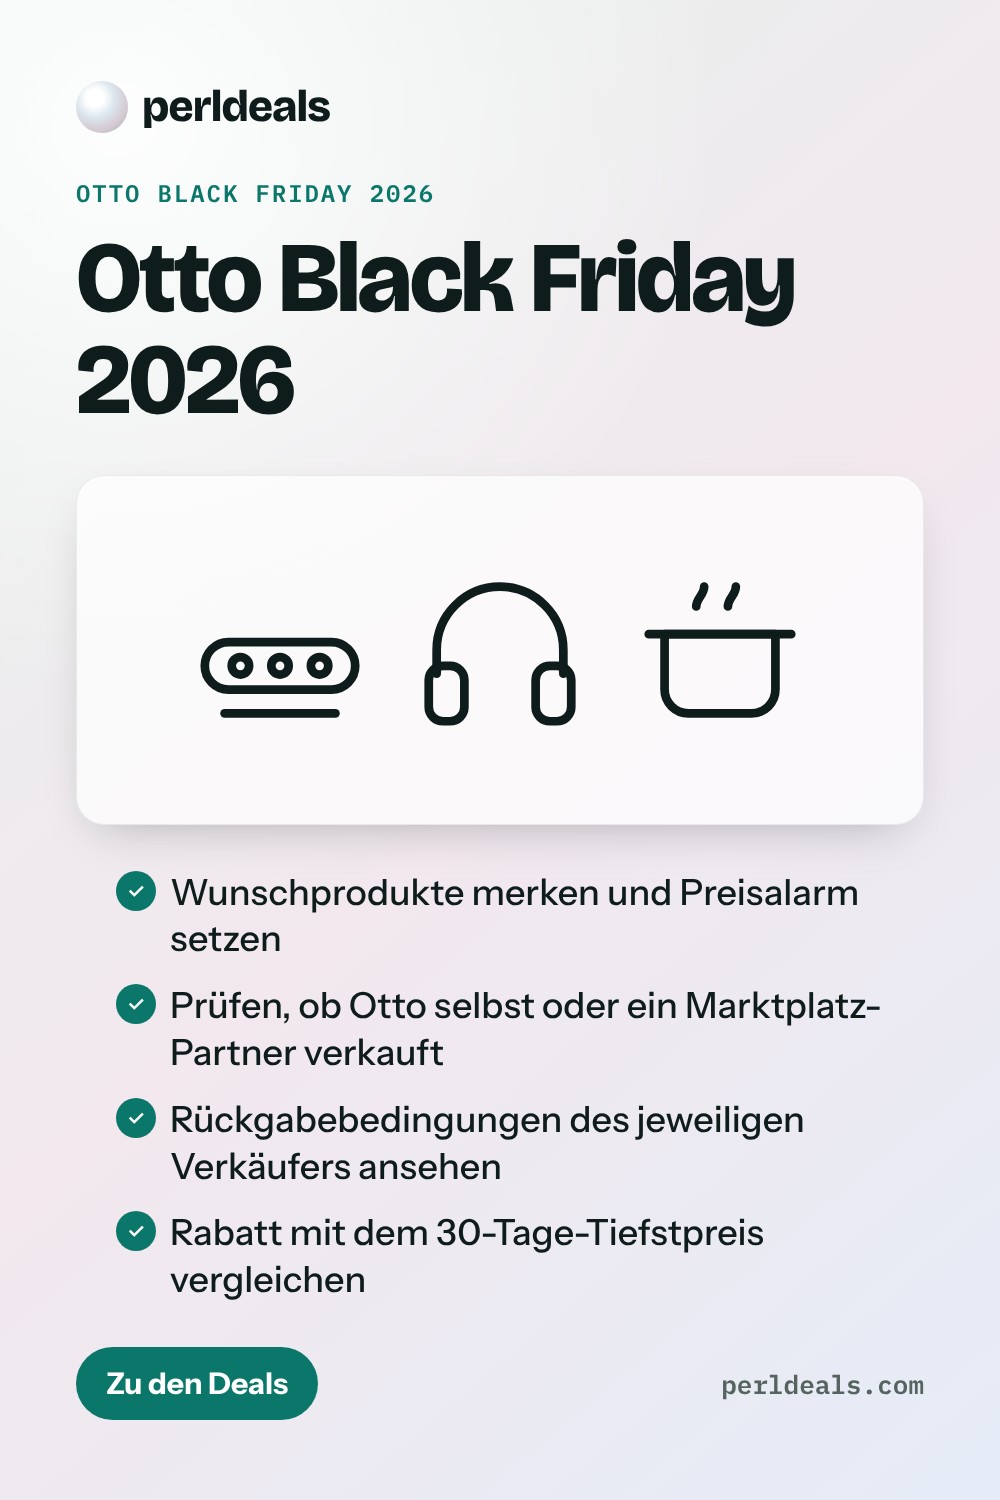 perldeals
OTTO BLACK FRIDAY 2026
Otto Black Friday
2026
Wunschprodukte merken und Preisalarm
setzen
Prüfen, ob Otto selbst oder ein Marktplatz-
Partner verkauft
Rückgabebedingungen des jeweiligen
Verkäufers ansehen
Rabatt mit dem 30-Tage-Tiefstpreis
vergleichen
Zu den Deals
perldeals.com